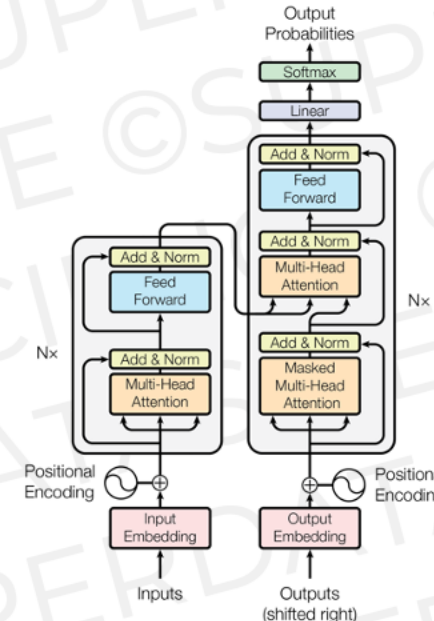 Output
Probabilities
Softmax
Linear
Add & Norm
Feed
Forward
Add & Norm
Multi-Head
Attention
Add & Norm
Masked
Multi-Head
Attention
N×
Add & Norm
Feed
Forward
Add & Norm
Multi-Head
Attention
N×
Positional
Encoding
Input
Embedding
Inputs
Positional
Encoding
Output
Embedding
Outputs
(shifted right)